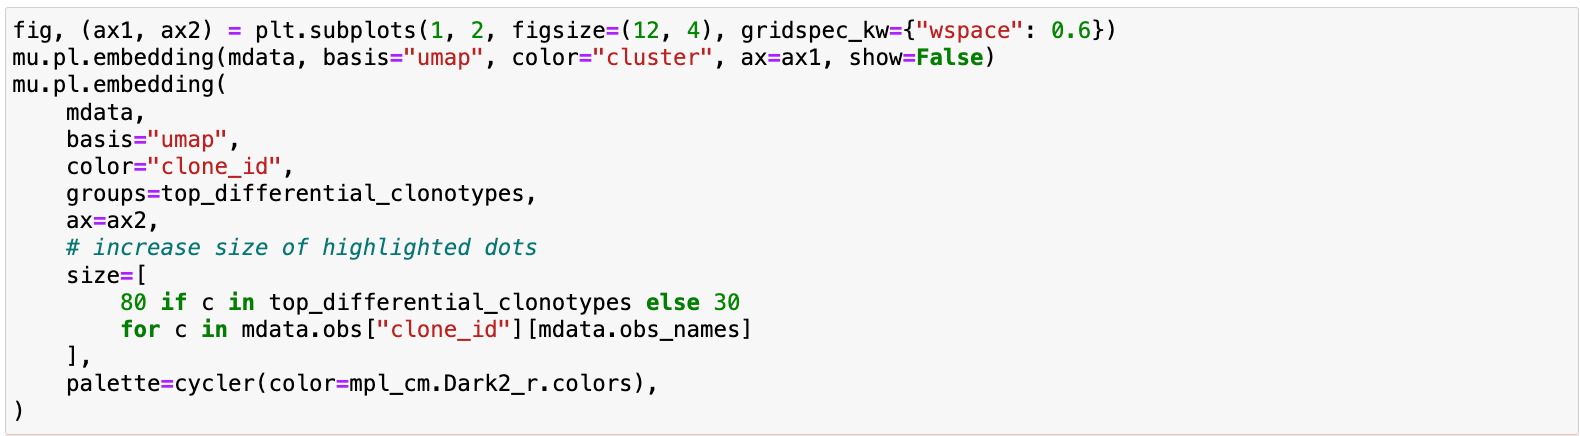 fig, (ax1, ax2) = plt.subplots(1, 2, figsize=(12, 4), gridspec_kw={"wspace": 0.6})
mu.pl.embedding(mdata, basis="umap", color="cluster", ax=ax1, show=False)
mu.pl.embedding(
    mdata,
    basis="umap",
    color="clone_id",
    groups=top_differential_clonotypes,
    ax=ax2,
    # increase size of highlighted dots
    size=[
        80 if c in top_differential_clonotypes else 30
        for c in mdata.obs["clone_id"][mdata.obs_names]
    ],
    palette=cycler(color=mpl_cm.Dark2_r.colors),
)